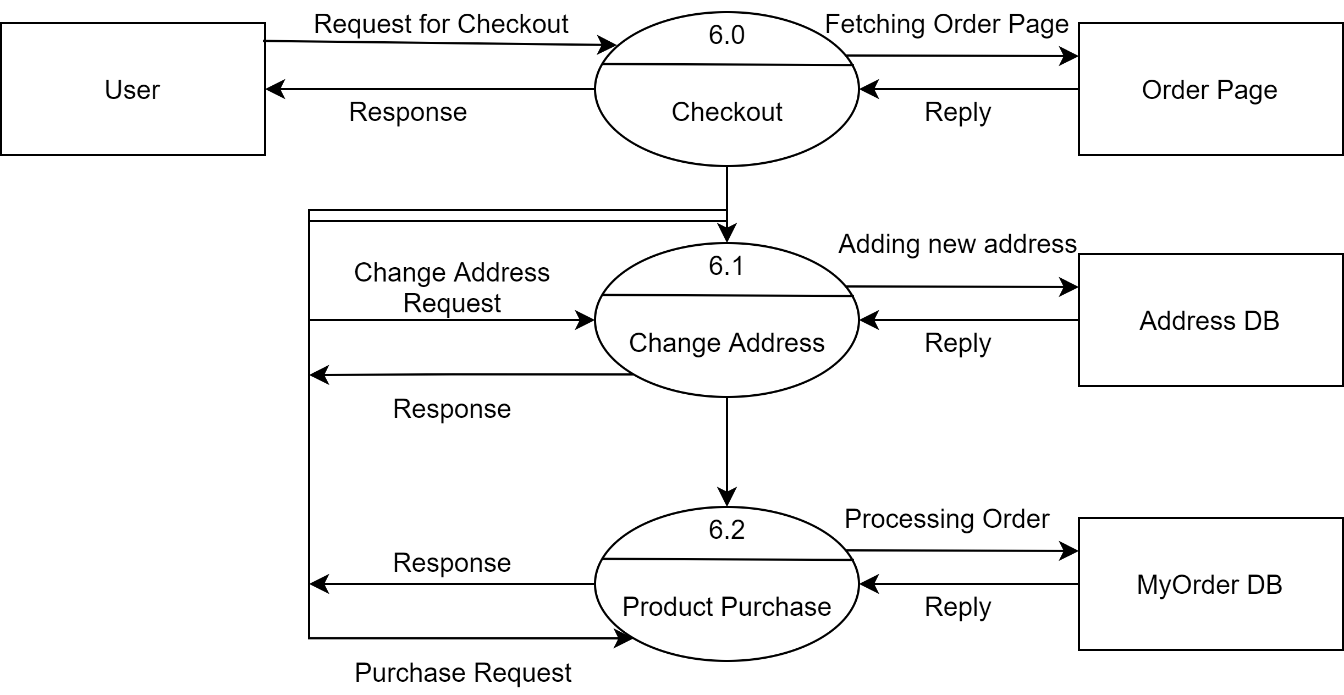 Request for Checkout
6.0
Fetching Order Page
User
Checkout
Order Page
Response
Reply
Change Address
Request
6.1
Adding new address
Change Address
Address DB
Response
Reply
6.2
Processing Order
Response
Product Purchase
MyOrder DB
Reply
Purchase Request